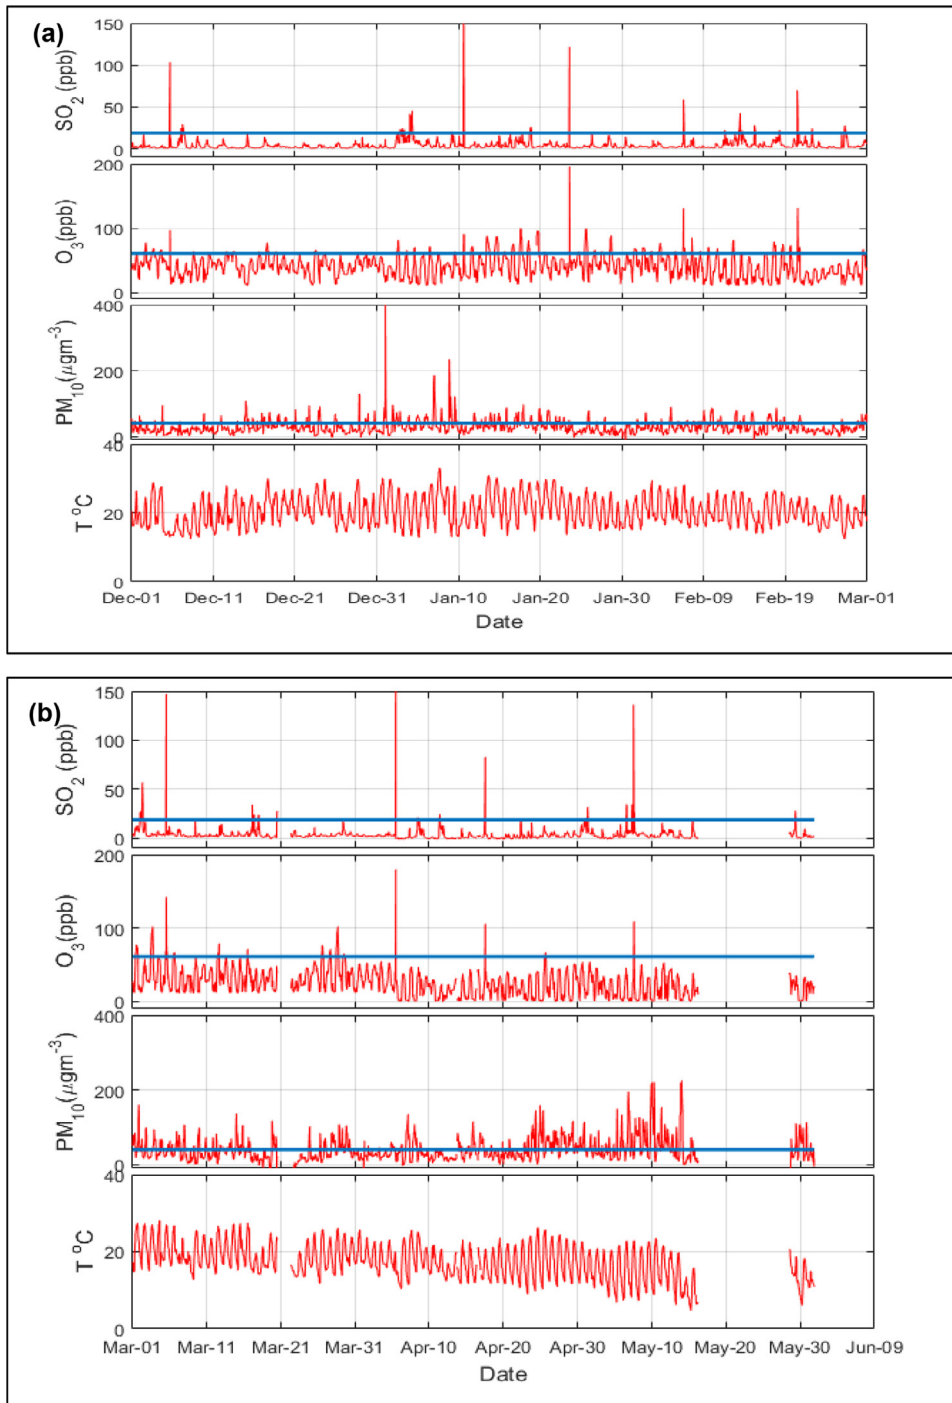 (a)
SO2 (ppb)
150
100
50
0
O3(ppb)
200
100
0
PM10(μgm-3)
400
200
0
T oC
40
20
0
Dec-01 Dec-11 Dec-21 Dec-31 Jan-10 Jan-20 Jan-30 Feb-09 Feb-19 Mar-01
Date
(b)
SO2 (ppb)
150
100
50
0
O3(ppb)
200
100
0
PM10(μgm-3)
400
200
0
T oC
40
20
0
Mar-01 Mar-11 Mar-21 Mar-31 Apr-10 Apr-20 Apr-30 May-10 May-20 May-30 Jun-09
Date